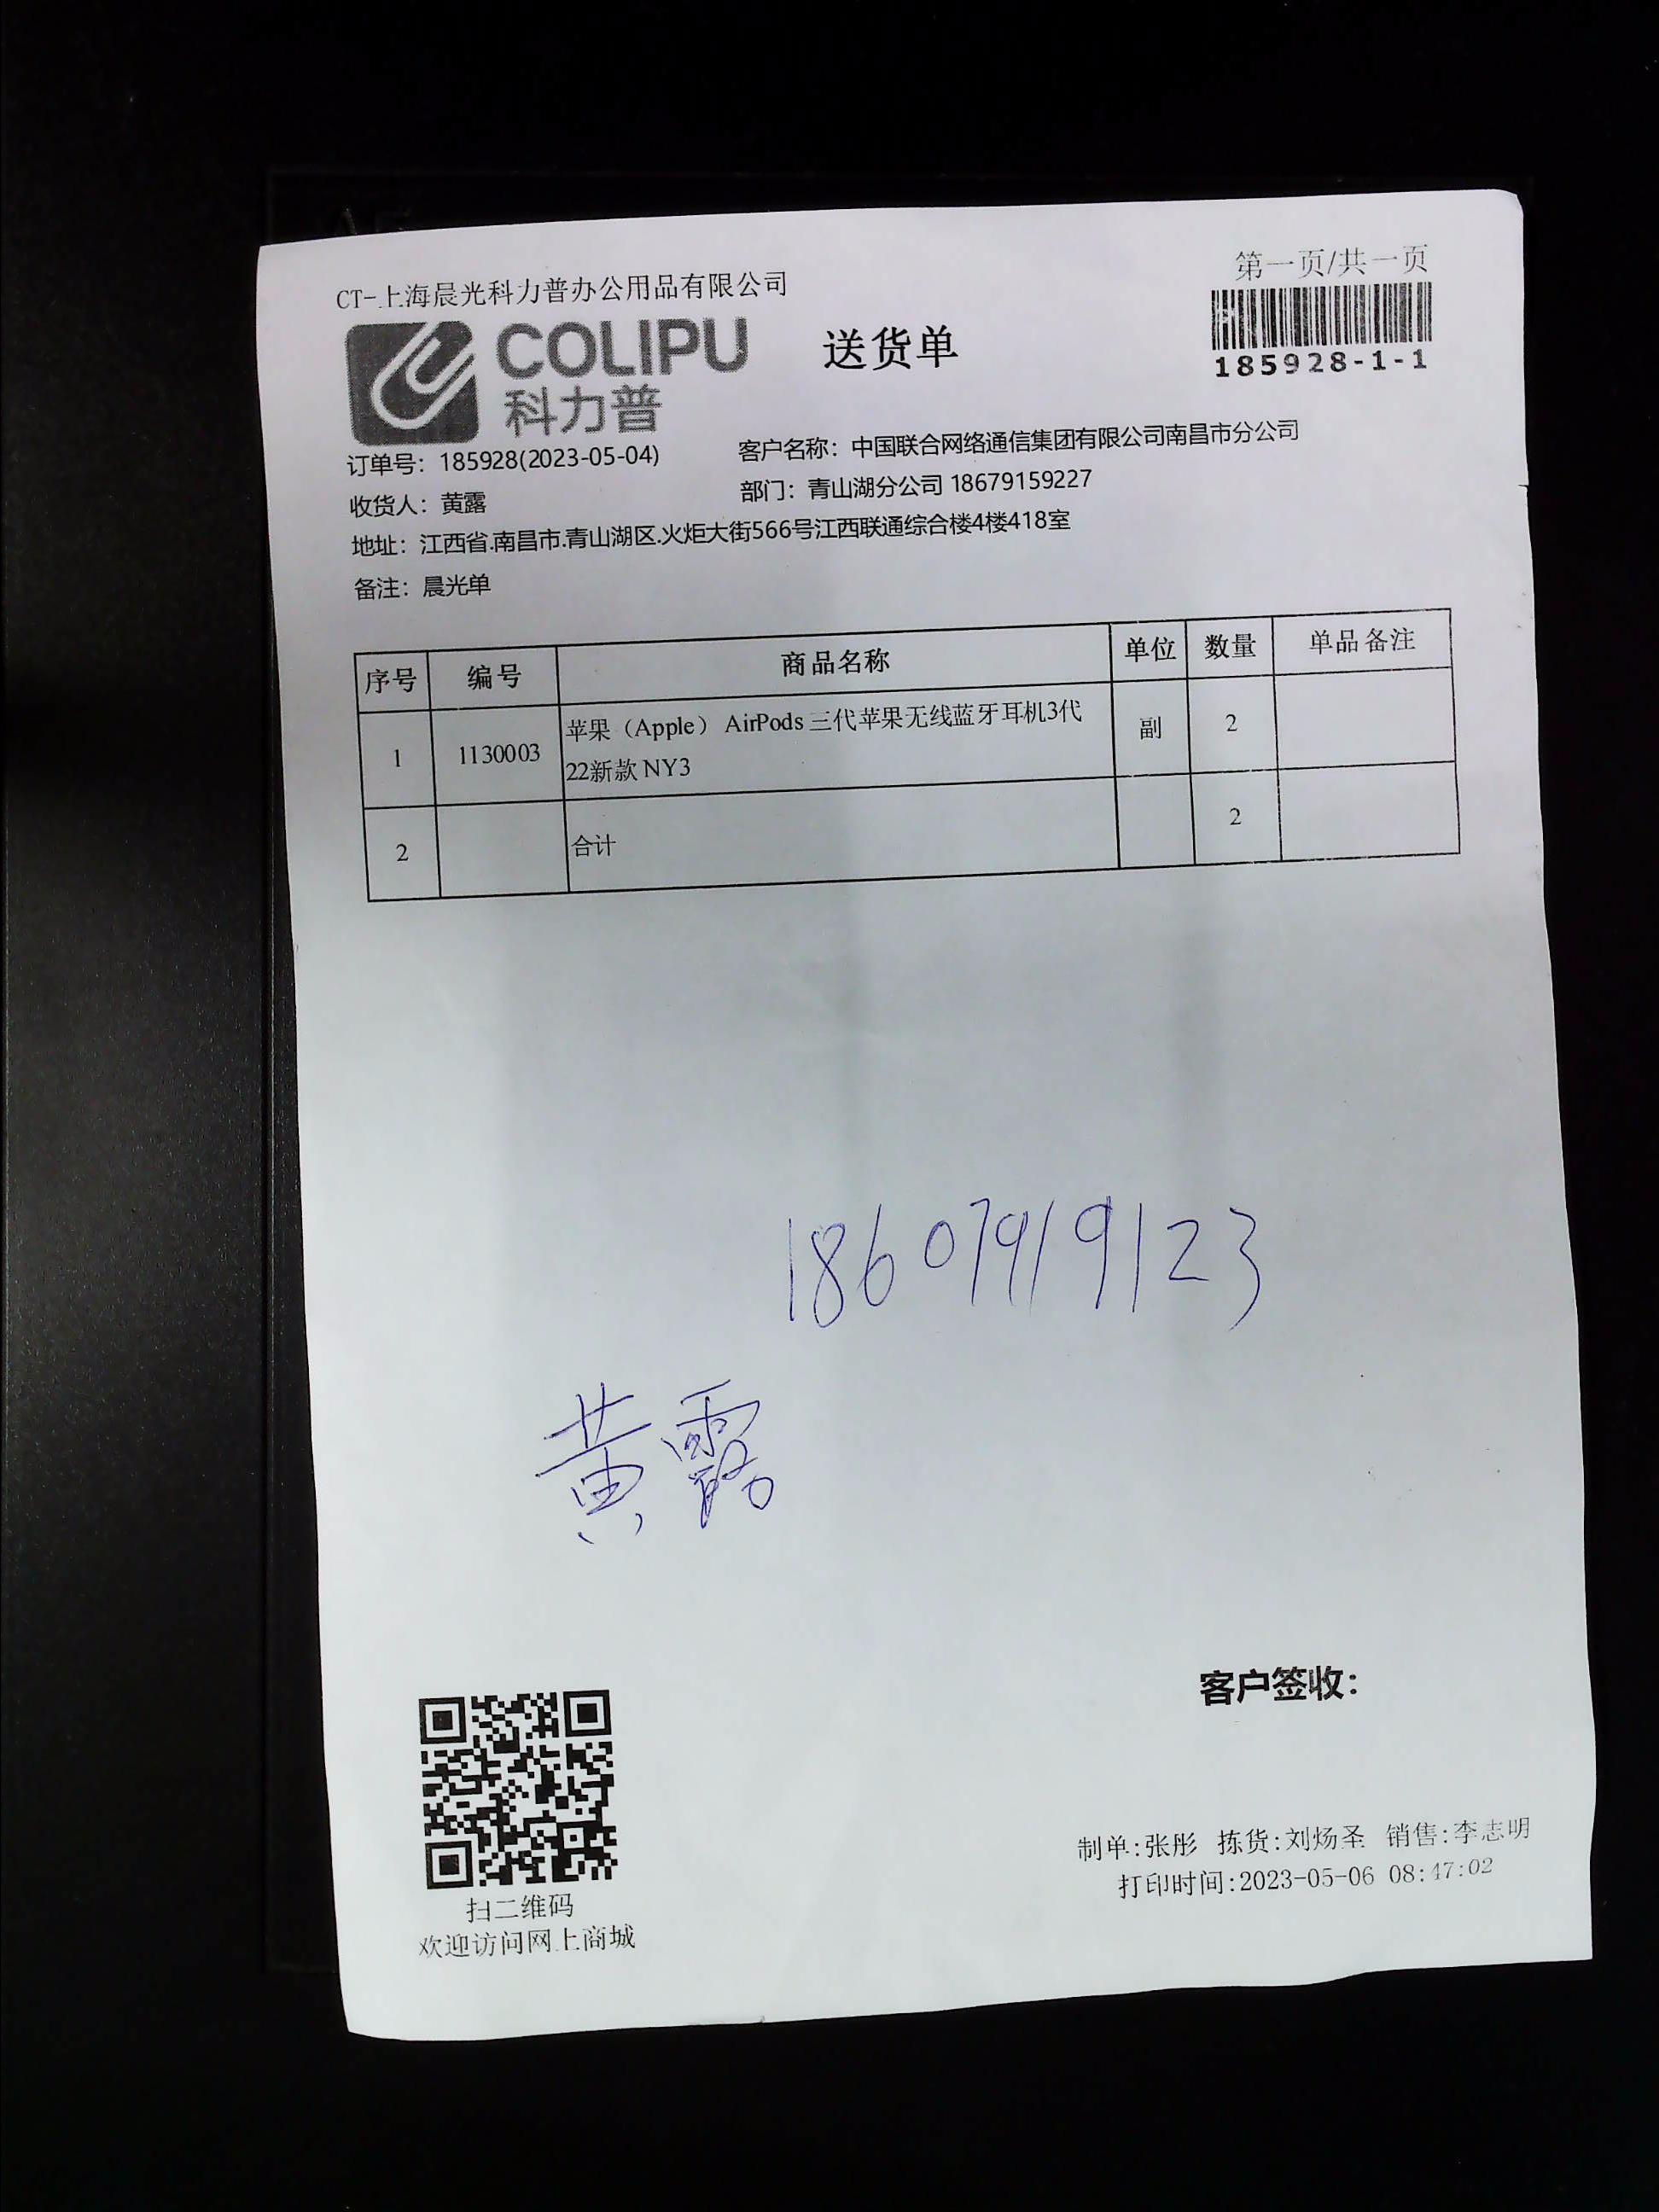 第一页/共一页
CT-上海晨光科力普办公用品有限公司
COLIPU
科力普
送货单
185928-1-1
订单号：185928(2023-05-04)
客户名称：中国联合网络通信集团有限公司南昌市分公司
收货人：黄露
部门：青山湖分公司 18679159227
地址：江西省.南昌市.青山湖区.火炬大街566号江西联通综合楼4楼418室
备注：晨光单
序号 编号 商品名称 单位 数量 单品备注
1 1130003 苹果（Apple） AirPods 三代苹果无线蓝牙耳机3代 副 2
22新款 NY3
2 合计 2
18607919123
黄露
客户签收：
制单:张彤 拣货:刘炀圣 销售:李志明
打印时间:2023-05-06 08:47:02
扫二维码
欢迎访问网上商城